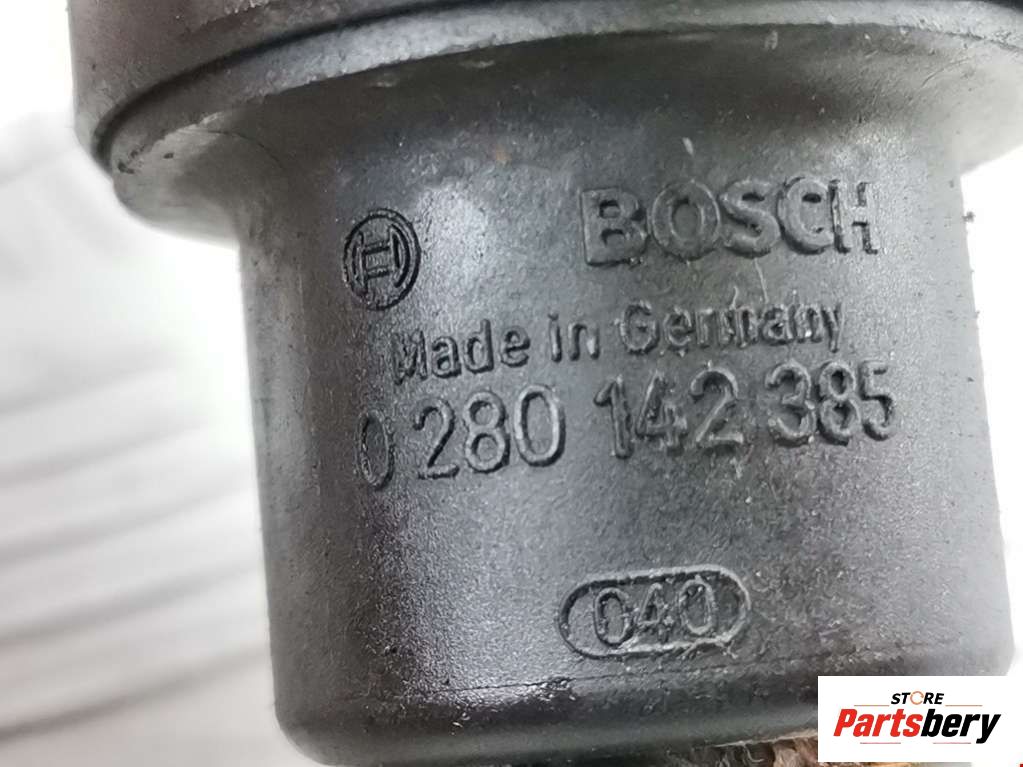 BOSCH
Made in Germany
0 280 142 385
040
STORE
Partsbery